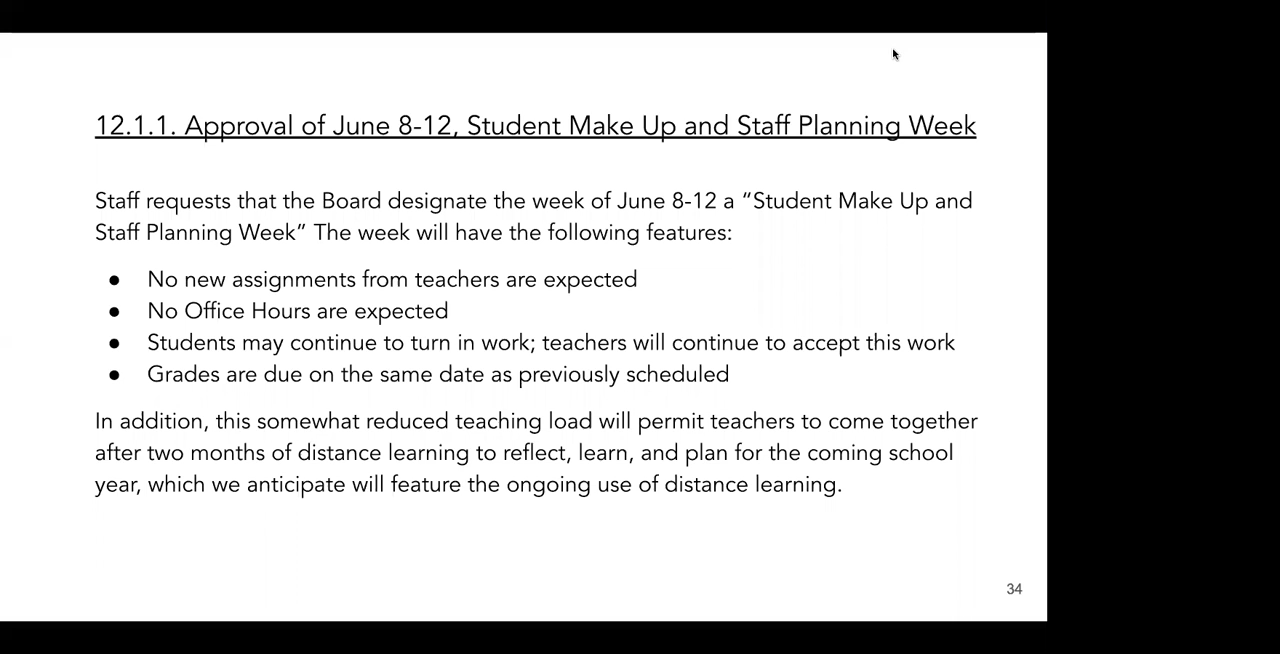 12.1.1. Approval of June 8-12, Student Make Up and Staff Planning Week
Staff requests that the Board designate the week of June 8-12 a “Student Make Up and
Staff Planning Week” The week will have the following features:
● No new assignments from teachers are expected
● No Office Hours are expected
● Students may continue to turn in work; teachers will continue to accept this work
● Grades are due on the same date as previously scheduled
In addition, this somewhat reduced teaching load will permit teachers to come together
after two months of distance learning to reflect, learn, and plan for the coming school
year, which we anticipate will feature the ongoing use of distance learning.
34